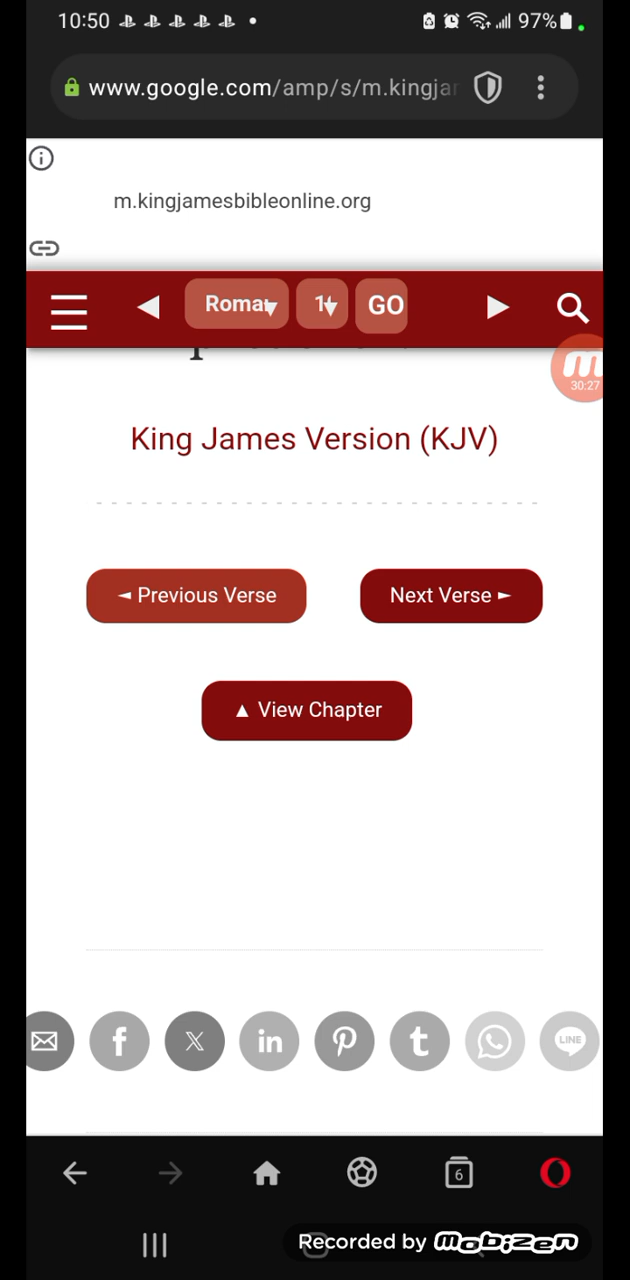 10:50 97%
www.google.com/amp/s/m.kingjar
m.kingjamesbibleonline.org
Roma 1 GO
30:27
King James Version (KJV)
◄ Previous Verse Next Verse ►
▲ View Chapter
LINE
6
Recorded by mobizen